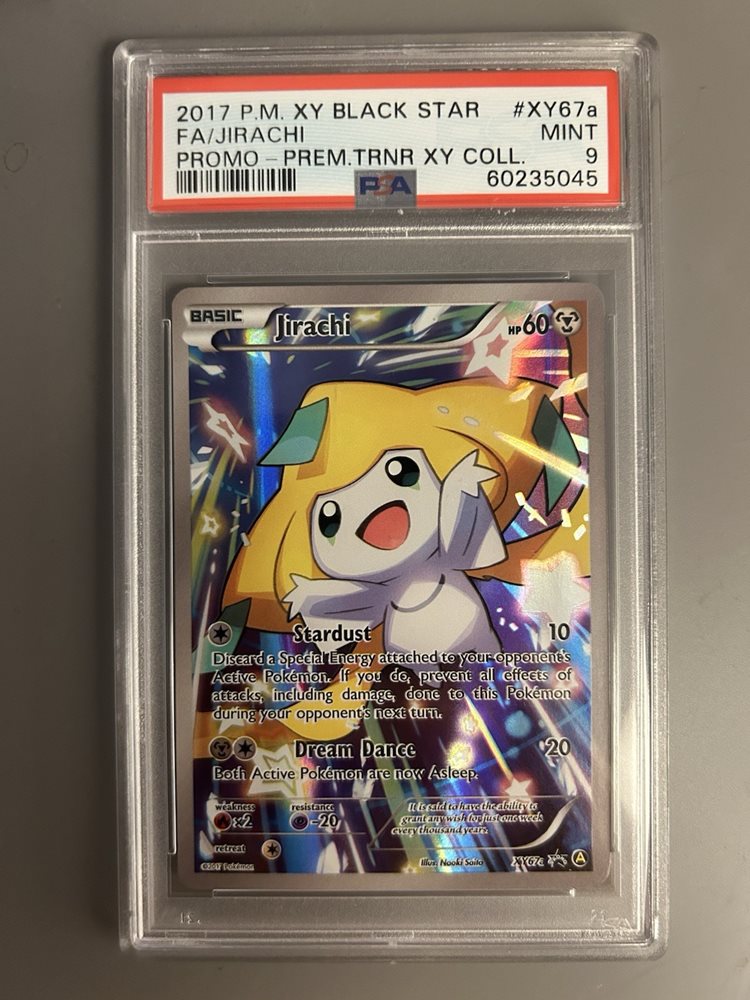 2017 P.M. XY BLACK STAR #XY67a
FA/JIRACHI MINT
PROMO - PREM.TRNR XY COLL. 9
PSA 60235045
BASIC Jirachi HP60
Stardust 10
Discard a Special Energy attached to your opponent's
Active Pokémon. If you do, prevent all effects of
attacks, including damage, done to this Pokémon
during your opponent's next turn.
Dream Dance 20
Both Active Pokémon are now Asleep.
weakness resistance
×2 -20
It is said to have the ability to
grant any wish for just one week
every thousand years.
retreat
©2017 Pokémon Illus. Naoki Saito XY67a A